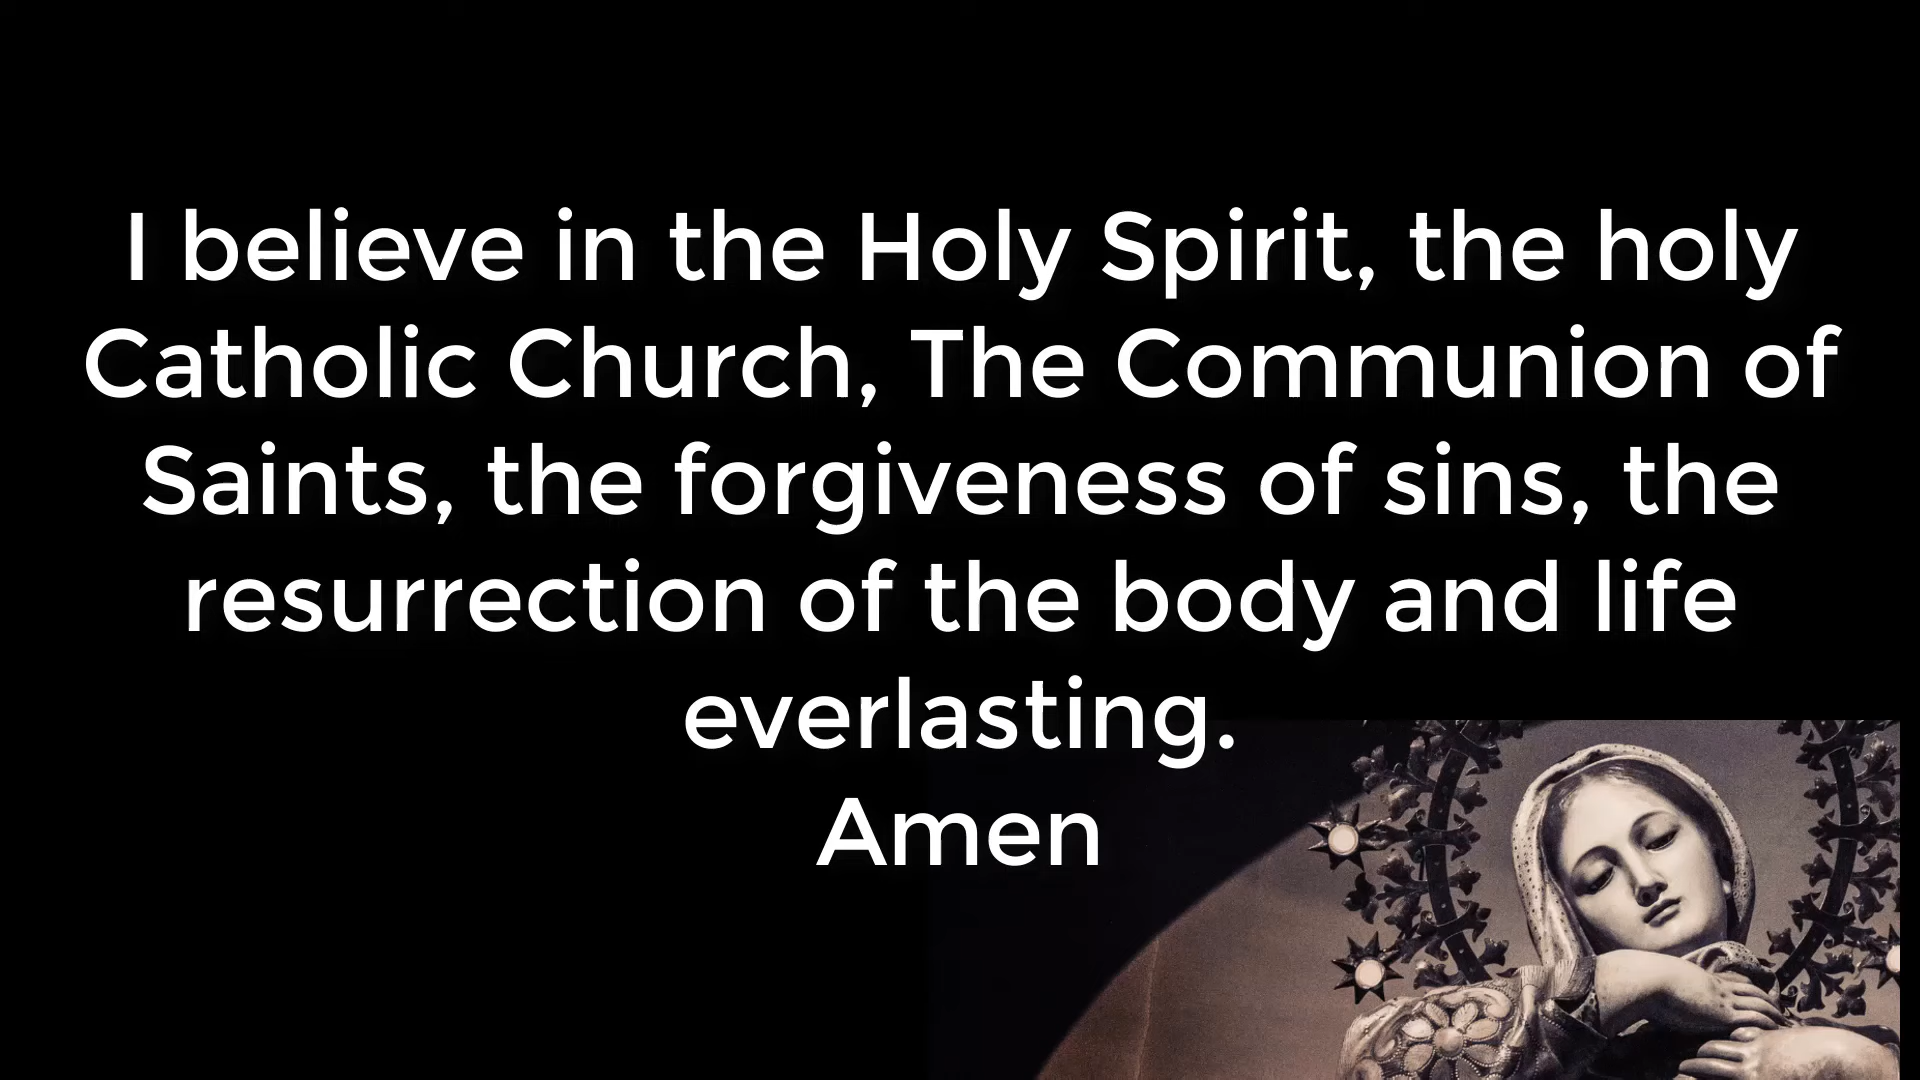 I believe in the Holy Spirit, the holy
Catholic Church, The Communion of
Saints, the forgiveness of sins, the
resurrection of the body and life
everlasting.
Amen